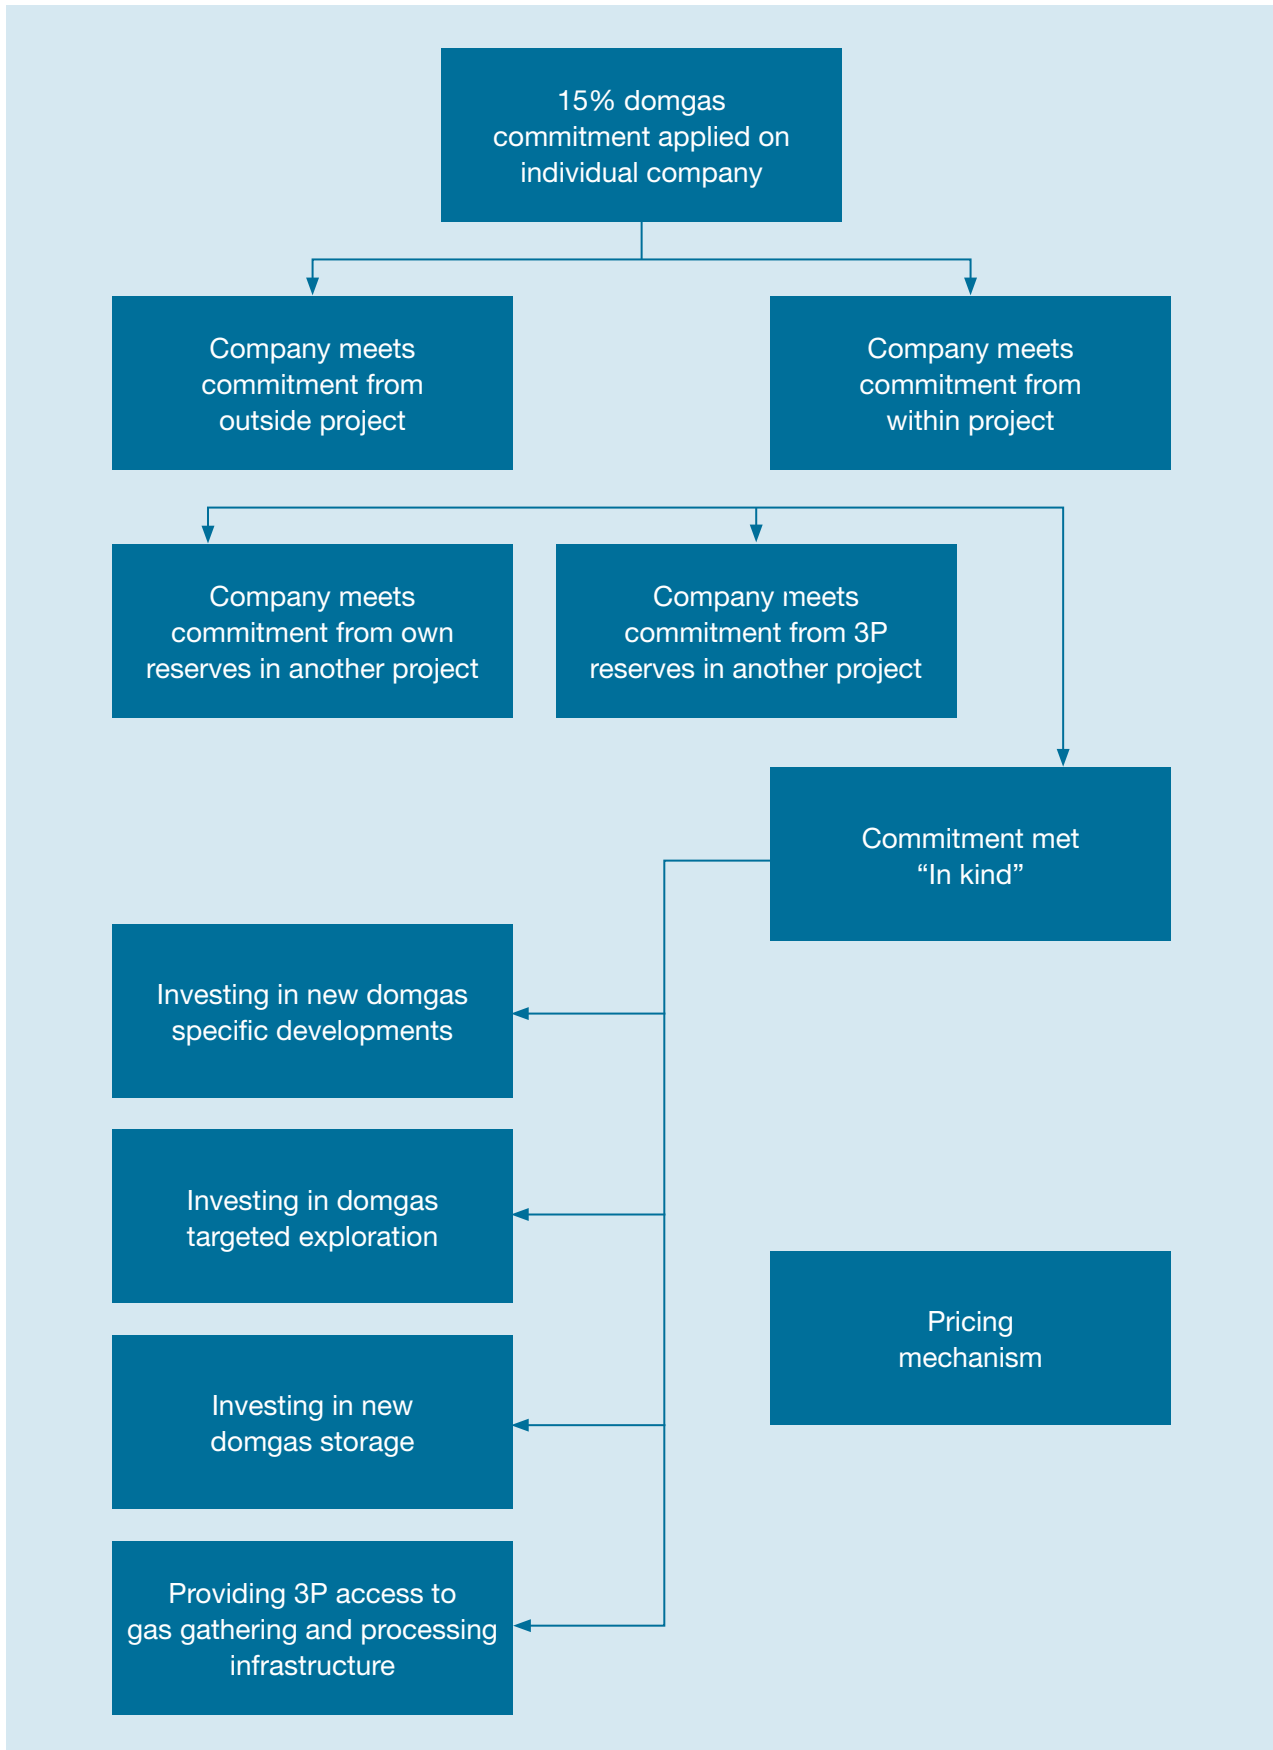 15% domgas
commitment applied on
individual company
Company meets
commitment from
outside project
Company meets
commitment from
within project
Company meets
commitment from own
reserves in another project
Company meets
commitment from 3P
reserves in another project
Commitment met
“In kind”
Investing in new domgas
specific developments
Investing in domgas
targeted exploration
Pricing
mechanism
Investing in new
domgas storage
Providing 3P access to
gas gathering and processing
infrastructure